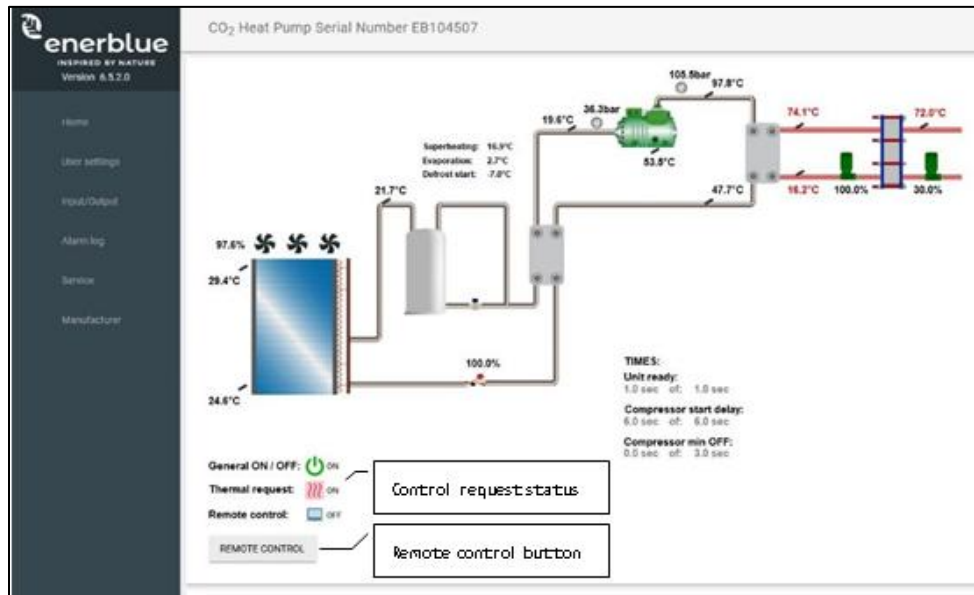 enerblue
INSPIRED BY NATURE
Version 6.5.2.0
CO₂ Heat Pump Serial Number EB104507
Home
User settings
Input/Output
Alarm log
Service
Manufacturer
105.5bar
97.8°C
36.3bar
19.6°C
74.1°C
72.0°C
53.5°C
Superheating: 16.9°C
Evaporation: 2.7°C
Defrost start: -7.0°C
16.2°C
100.0%
30.0%
21.7°C
47.7°C
97.6%
29.4°C
100.0%
24.6°C
TIMES:
Unit ready:
1.0 sec of: 1.0 sec
Compressor start delay:
6.0 sec of: 6.0 sec
Compressor min OFF:
0.0 sec of: 3.0 sec
General ON / OFF: ON
Thermal request: ON
Remote control: OFF
REMOTE CONTROL
Control request status
Remote control button